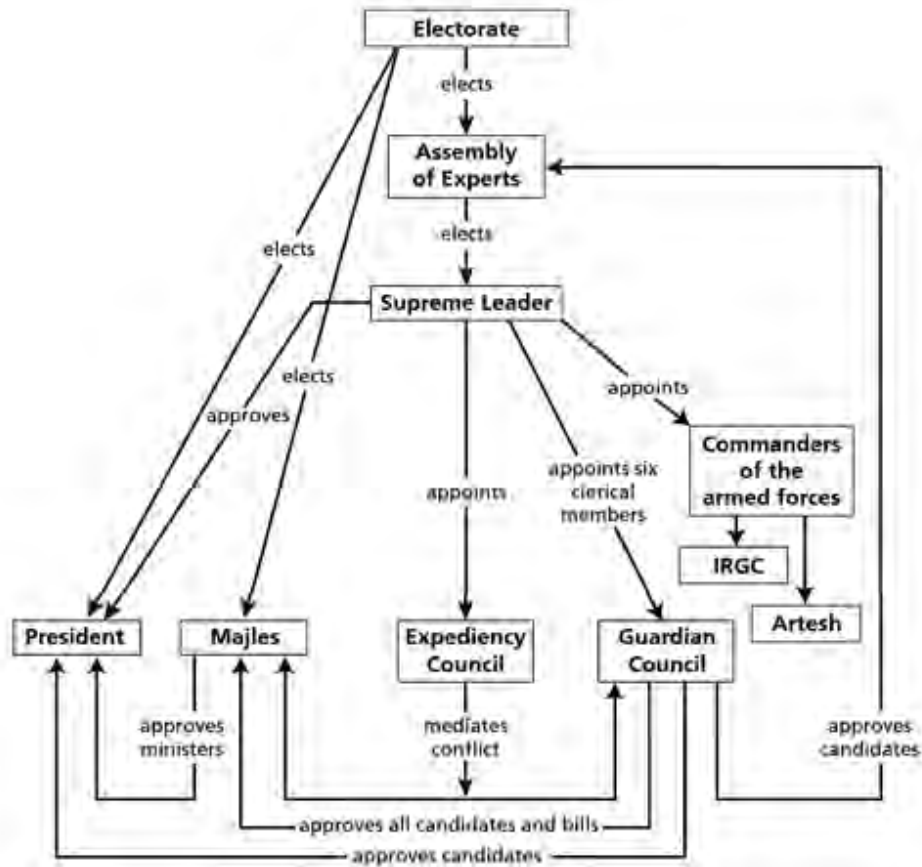 Electorate
elects
Assembly
of Experts
elects
elects
Supreme Leader
elects
approves
appoints
Commanders
of the
armed forces
appoints
appoints six
clerical
members
IRGC
Artesh
President
Majles
Expediency
Council
Guardian
Council
approves
ministers
mediates
conflict
approves
candidates
approves all candidates and bills
approves candidates